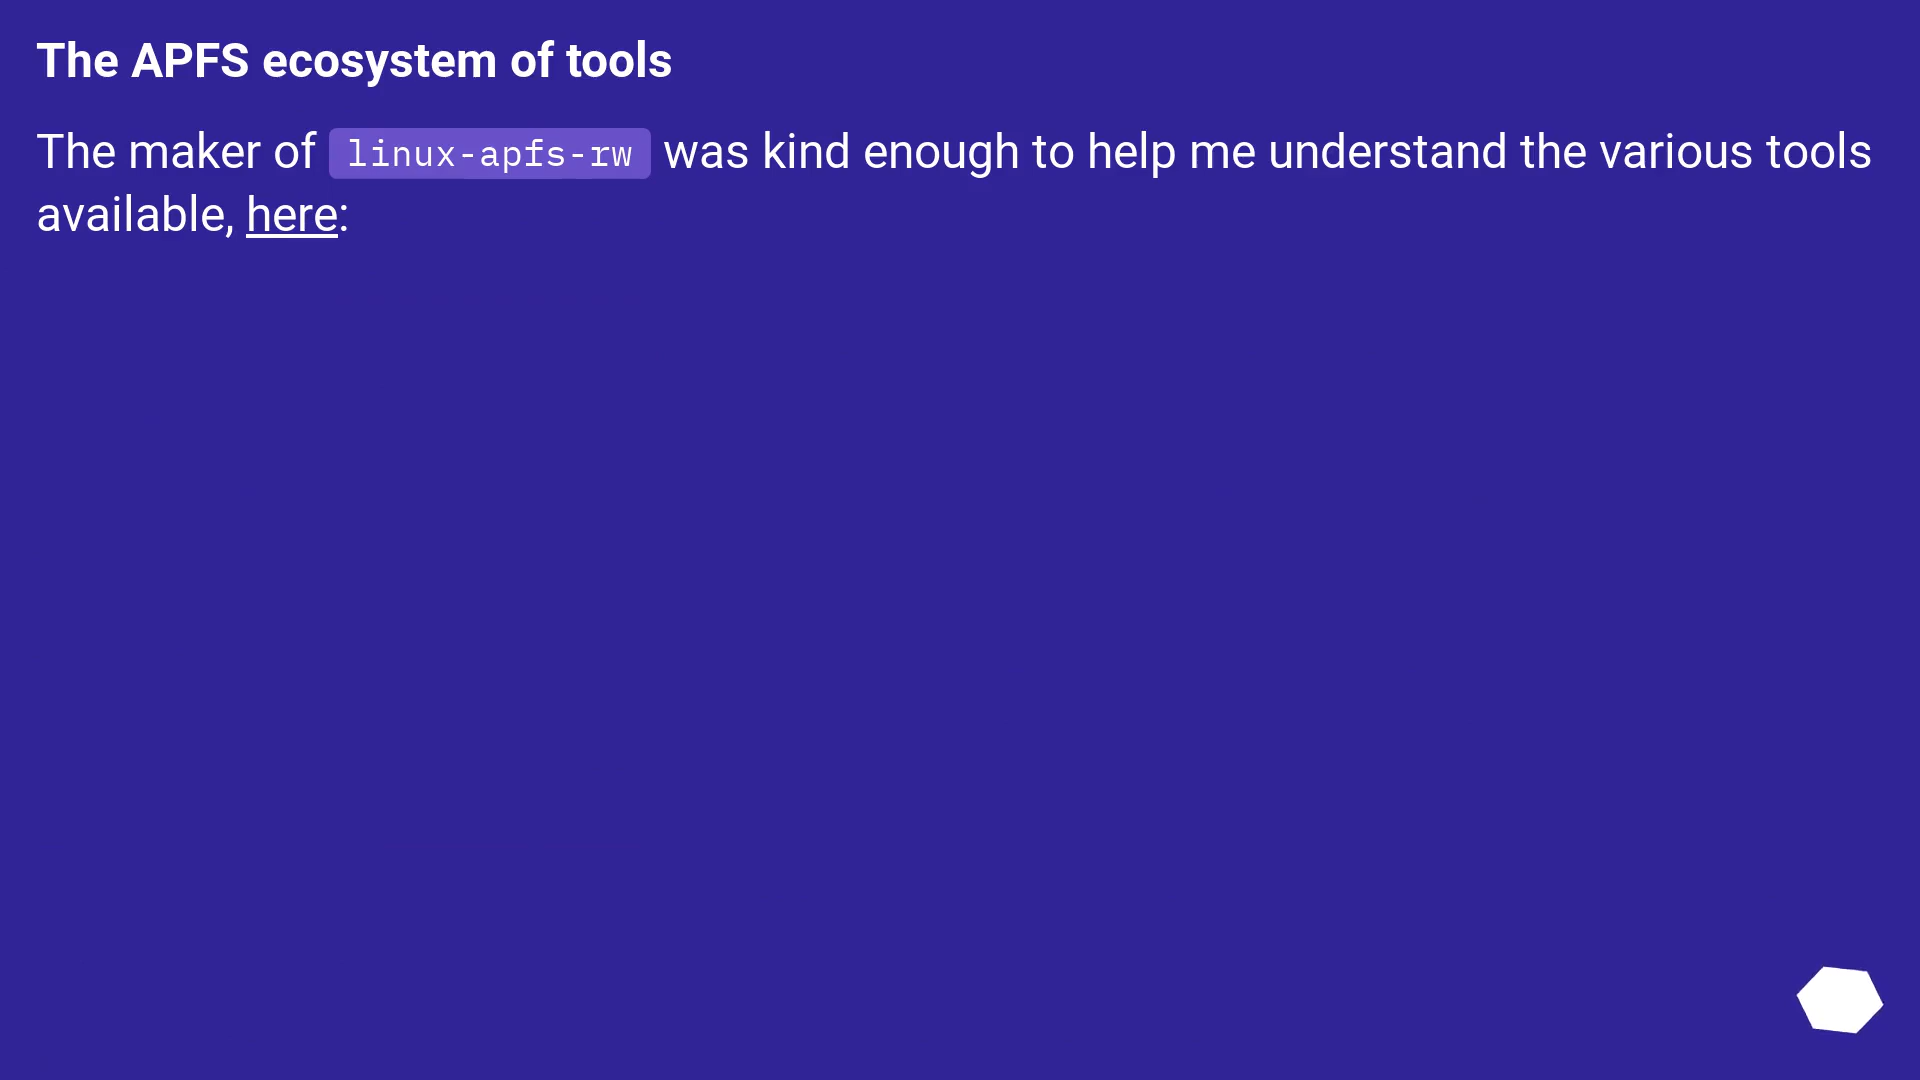 The APFS ecosystem of tools
The maker of linux-apfs-rw was kind enough to help me understand the various tools
available, here: